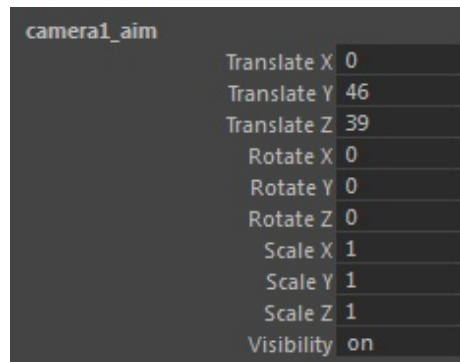 camera1_aim
Translate X 0
Translate Y 46
Translate Z 39
Rotate X 0
Rotate Y 0
Rotate Z 0
Scale X 1
Scale Y 1
Scale Z 1
Visibility on